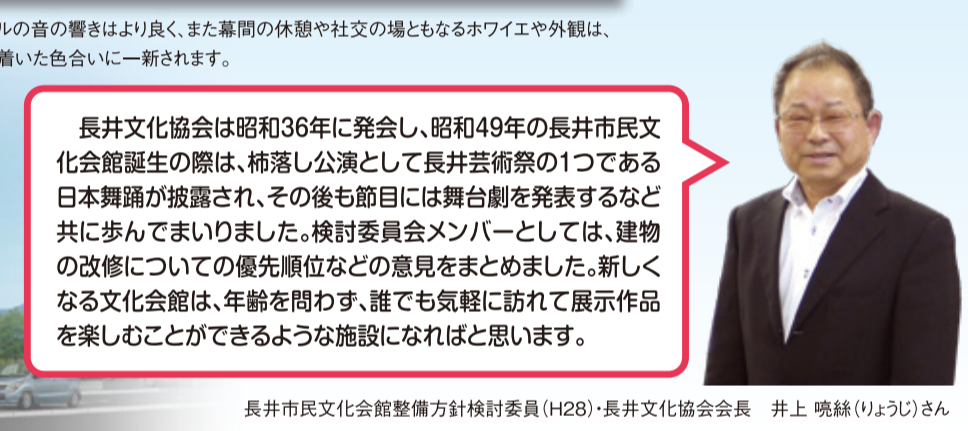 ルの音の響きはより良く、また幕間の休憩や社交の場ともなるホワイエや外観は、
着いた色合いに一新されます。
長井文化協会は昭和36年に発会し、昭和49年の長井市民文
化会館誕生の際は、杮落し公演として長井芸術祭の1つである
日本舞踊が披露され、その後も節目には舞台劇を発表するなど
共に歩んでまいりました。検討委員会メンバーとしては、建物
の改修についての優先順位などの意見をまとめました。新しく
なる文化会館は、年齢を問わず、誰でも気軽に訪れて展示作品
を楽しむことができるような施設になればと思います。
長井市民文化会館整備方針検討委員（H28）・長井文化協会会長　井上 喨絲（りょうじ）さん